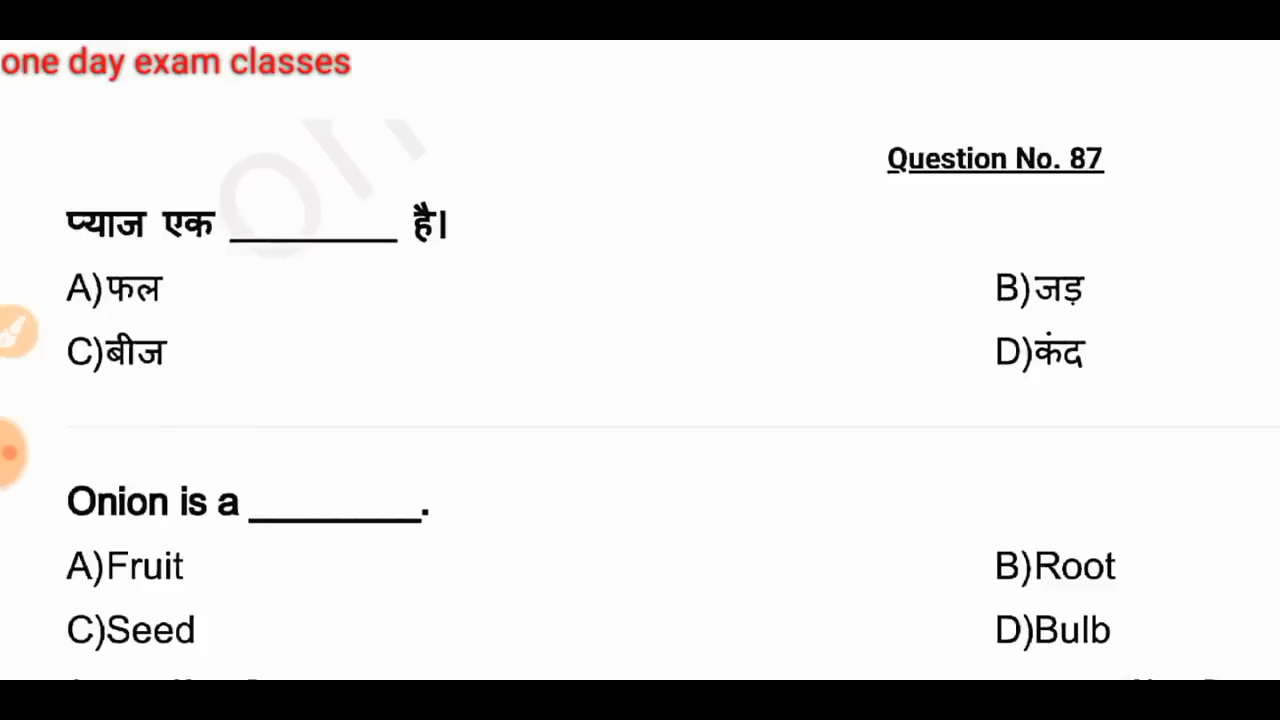 one day exam classes
Question No. 87
प्याज एक _________ है।
A)फल B)जड़
C)बीज D)कंद
Onion is a _________.
A)Fruit B)Root
C)Seed D)Bulb